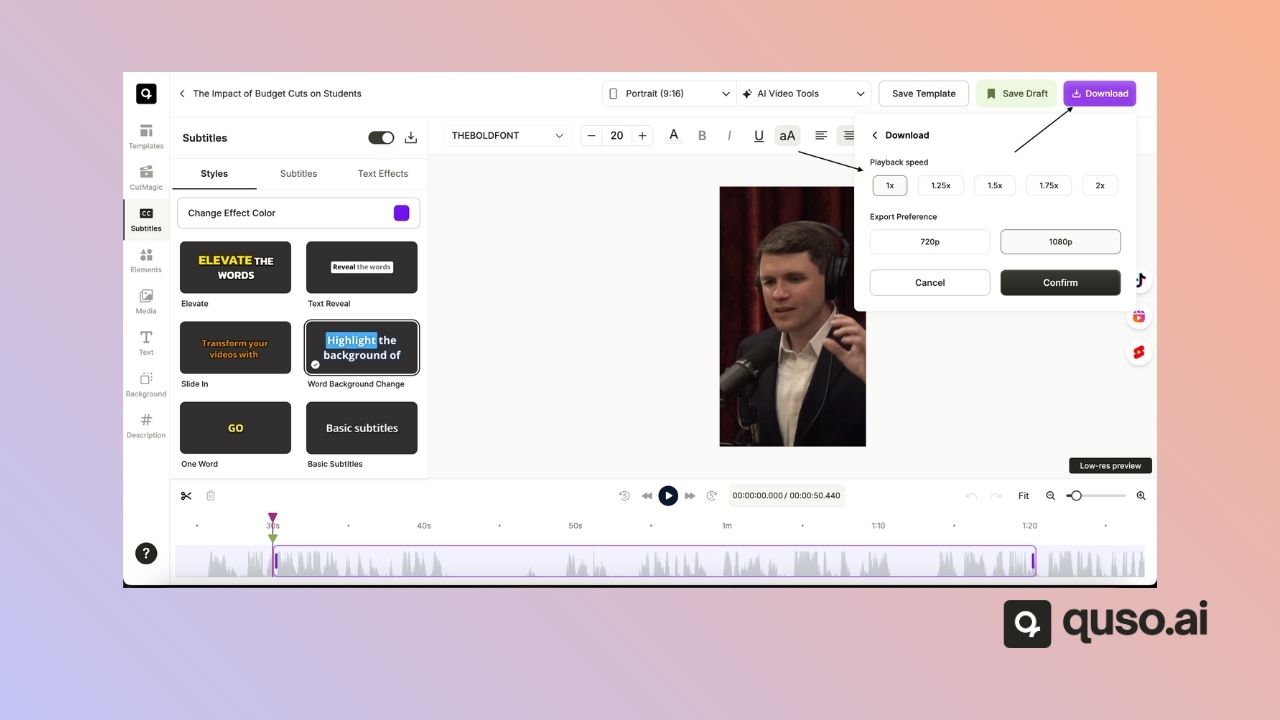 The Impact of Budget Cuts on Students
Portrait (9:16)
AI Video Tools
Save Template
Save Draft
Download
Templates
CutMagic
CC
Subtitles
Elements
Media
Text
Background
Description
?
Subtitles
Styles
Subtitles
Text Effects
Change Effect Color
ELEVATE THE
WORDS
Elevate
Reveal the words
Text Reveal
Transform your
videos with
Slide In
Highlight the
background of
Word Background Change
GO
One Word
Basic subtitles
Basic Subtitles
THEBOLDFONT
20
A
B
I
U
aA
Download
Playback speed
1x
1.25x
1.5x
1.75x
2x
Export Preference
720p
1080p
Cancel
Confirm
Low-res preview
00:00:00.000 / 00:00:50.440
Fit
30s
40s
50s
1m
1:10
1:20
quso.ai